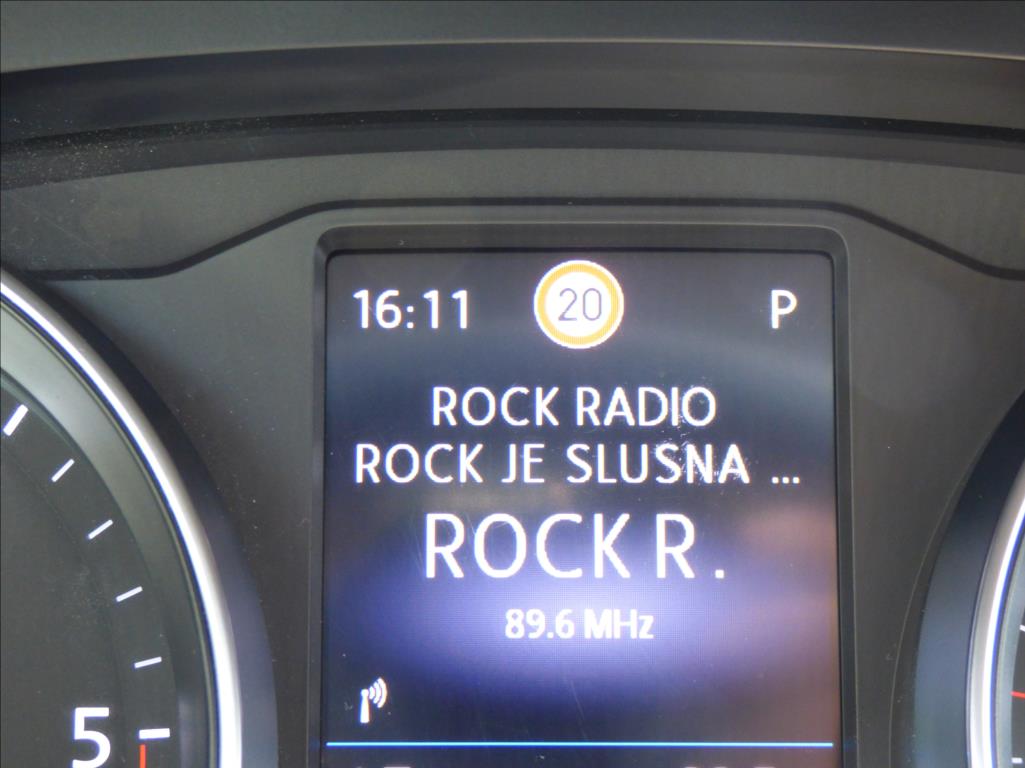 16:11 20 P
ROCK RADIO
ROCK JE SLUSNA ...
ROCK R.
89.6 MHz
5